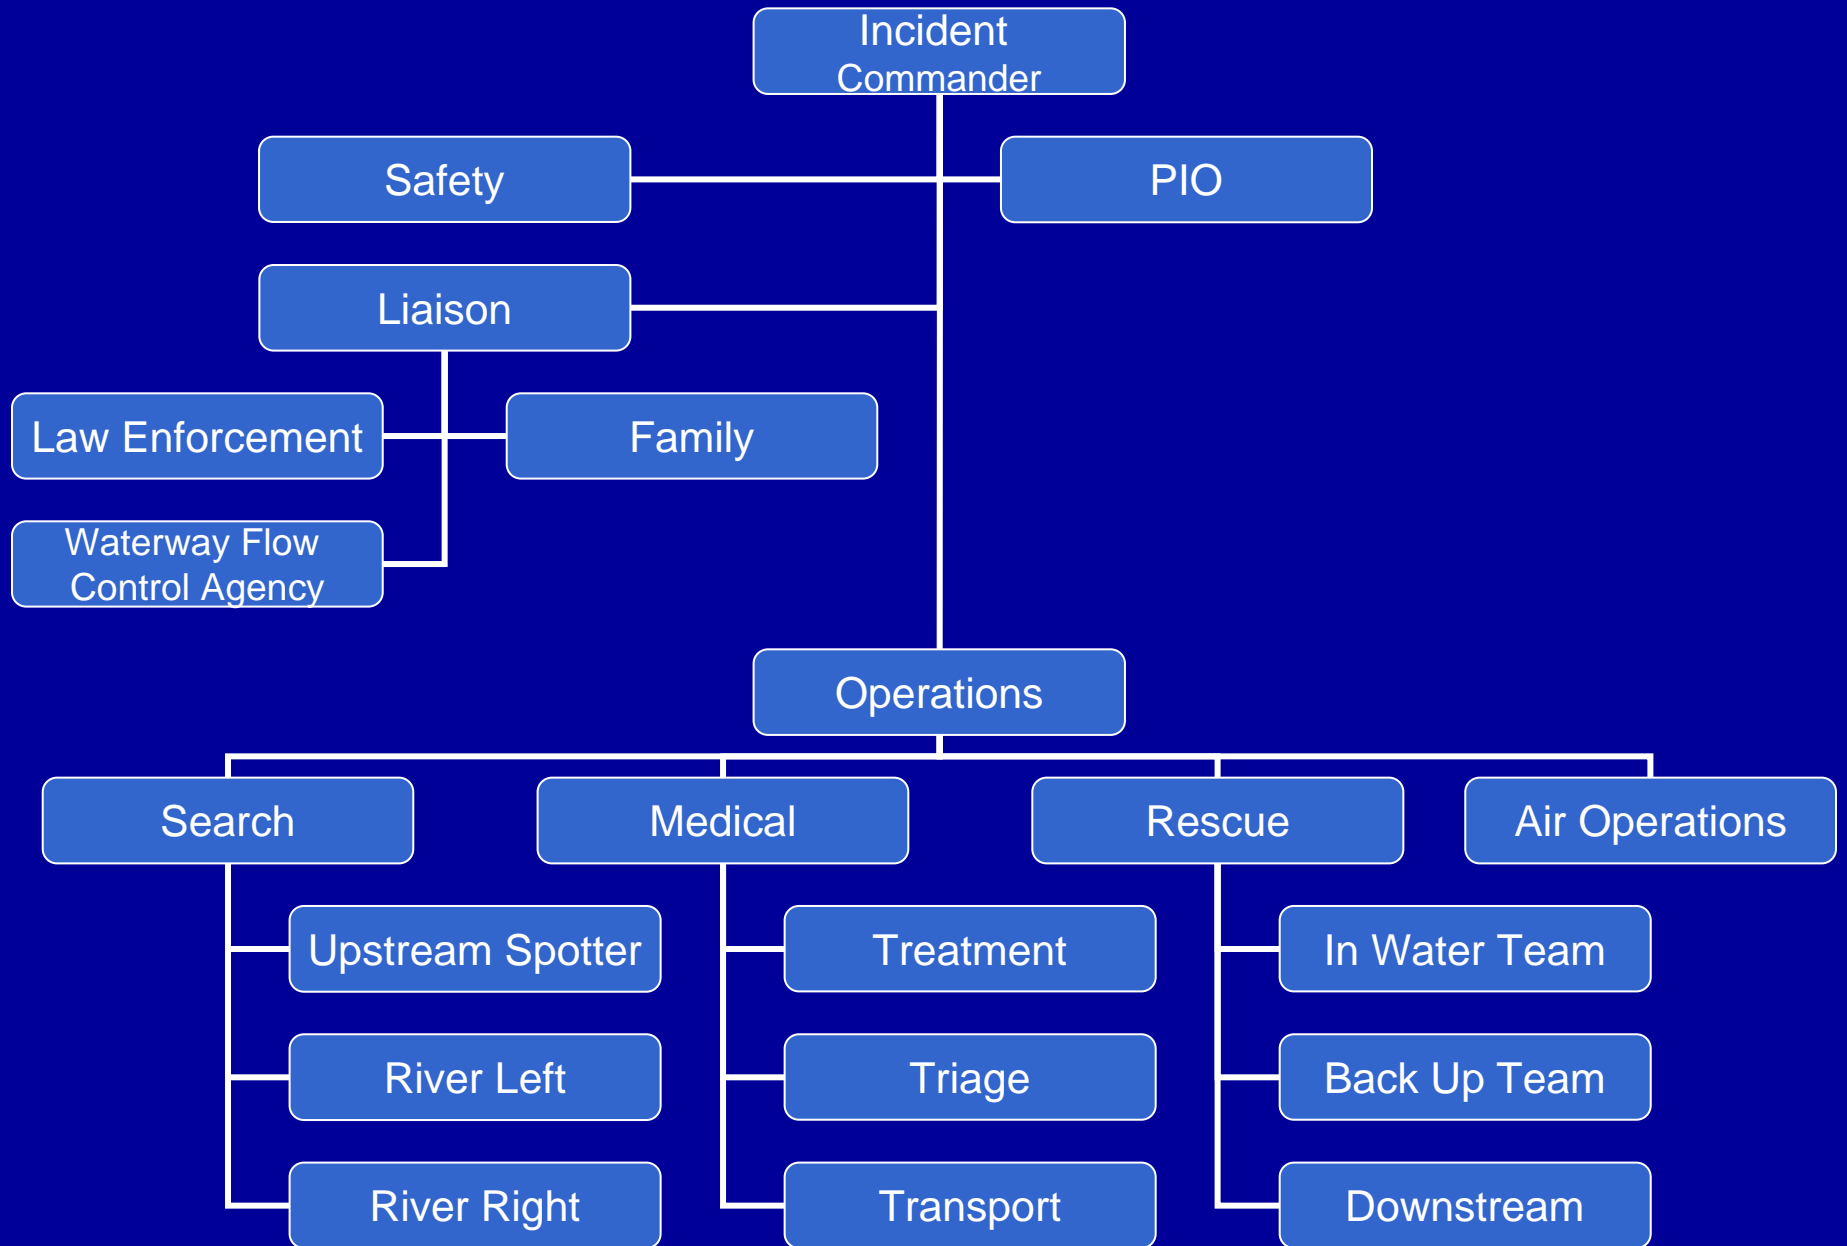 Incident
Commander
Safety
PIO
Liaison
Law Enforcement
Family
Waterway Flow
Control Agency
Operations
Search
Medical
Rescue
Air Operations
Upstream Spotter
Treatment
In Water Team
River Left
Triage
Back Up Team
River Right
Transport
Downstream